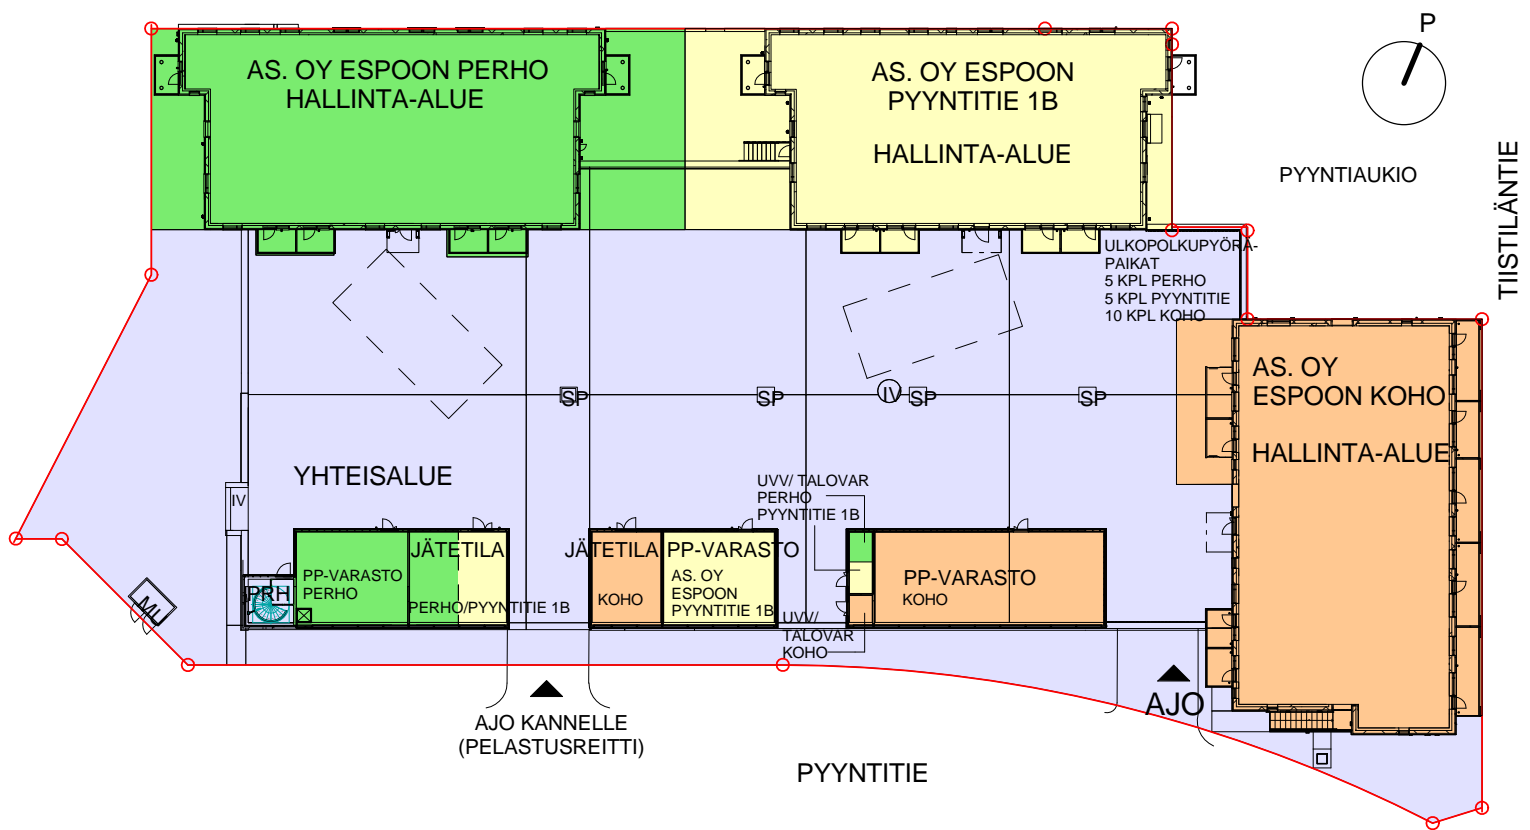 P
AS. OY ESPOON PERHO
HALLINTA-ALUE
AS. OY ESPOON
PYYNTITIE 1B
HALLINTA-ALUE
PYYNTIAUKIO
TIISTILÄNTIE
ULKOPOLKUPYÖRÄ-
PAIKAT
5 KPL PERHO
5 KPL PYYNTITIE
10 KPL KOHO
AS. OY
ESPOON KOHO
HALLINTA-ALUE
SP
SP
IV
SP
SP
YHTEISALUE
IV
UVV/ TALOVAR
PERHO
PYYNTITIE 1B
JÄTETILA
JÄTETILA
PP-VARASTO
PP-VARASTO
PERHO
PERHO/PYYNTITIE 1B
PRH
KOHO
AS. OY
ESPOON
PYYNTITIE 1B
PP-VARASTO
KOHO
UVV/
TALOVAR
KOHO
ML
AJO KANNELLE
(PELASTUSREITTI)
AJO
PYYNTITIE